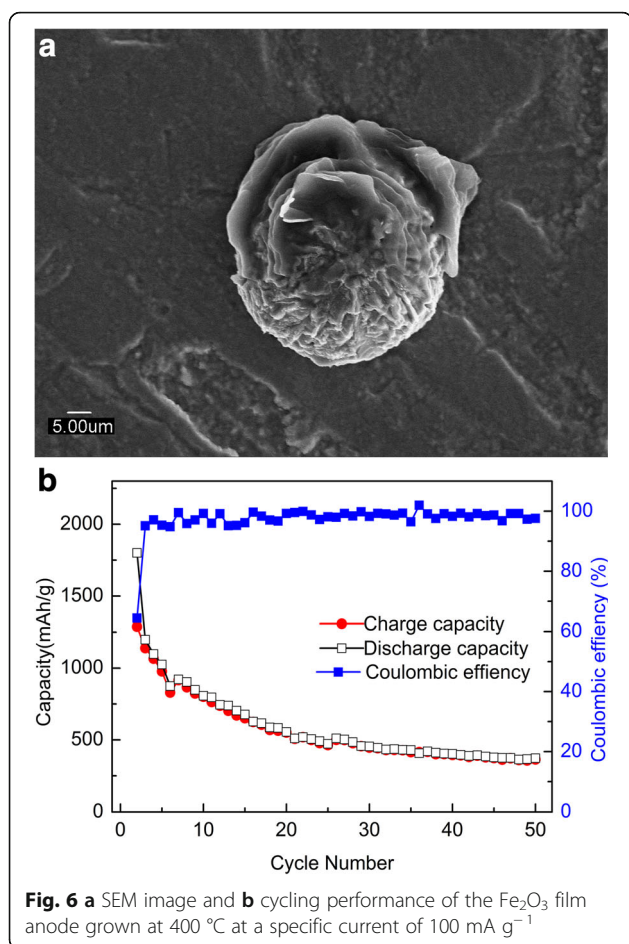 a
5.00um
b
2000
1500
1000
500
0
Capacity(mAh/g)
100
80
60
40
20
0
Coulombic effiency (%)
Charge capacity
Discharge capacity
Coulombic effiency
0 10 20 30 40 50
Cycle Number
Fig. 6 a SEM image and b cycling performance of the Fe₂O₃ film
anode grown at 400 °C at a specific current of 100 mA g⁻¹